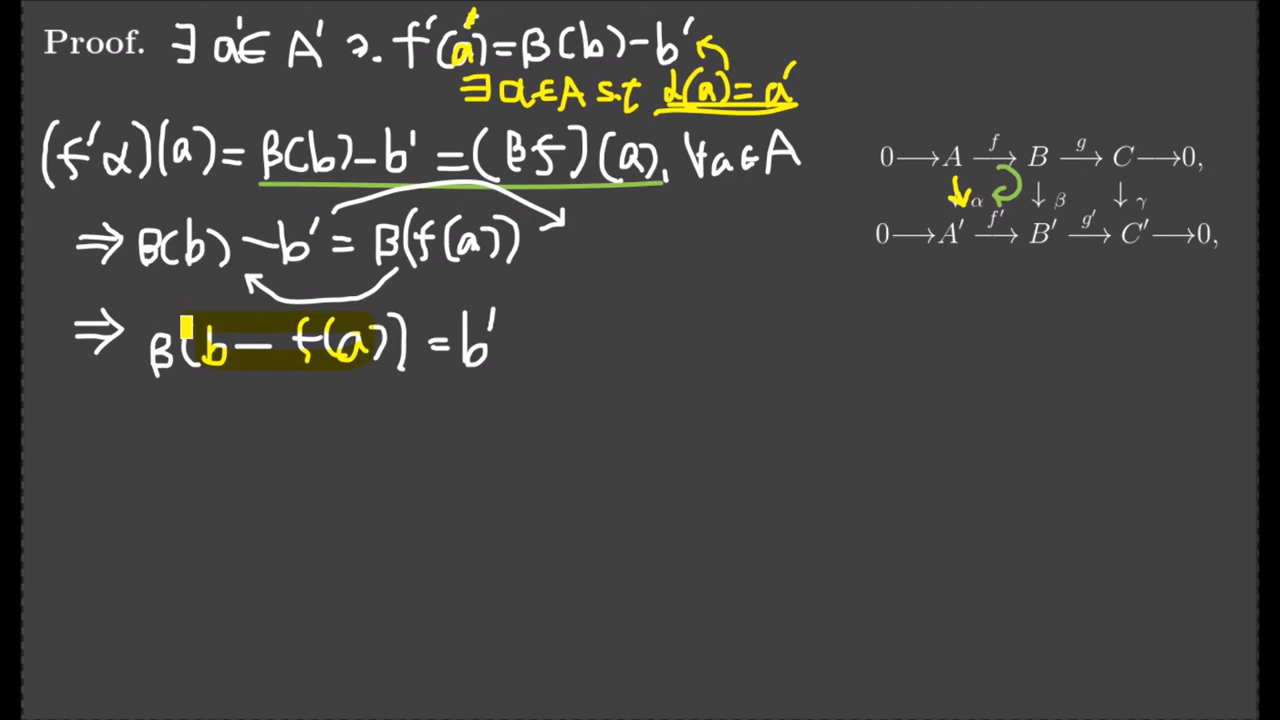 Proof. ∃ a'∈ A' ∋. f'(a')=β(b)-b'
∃ a∈A s.t α(a)=a'
(f'α)(a)= β(b)-b' =(βf)(a), ∀a∈A
⇒ β(b) -b' = β(f(a))
⇒ β[b- f(a)] = b'
0⟶A ⟶f B ⟶g C⟶0,
↓α ↓β ↓γ
0⟶A' ⟶f' B' ⟶g' C'⟶0,